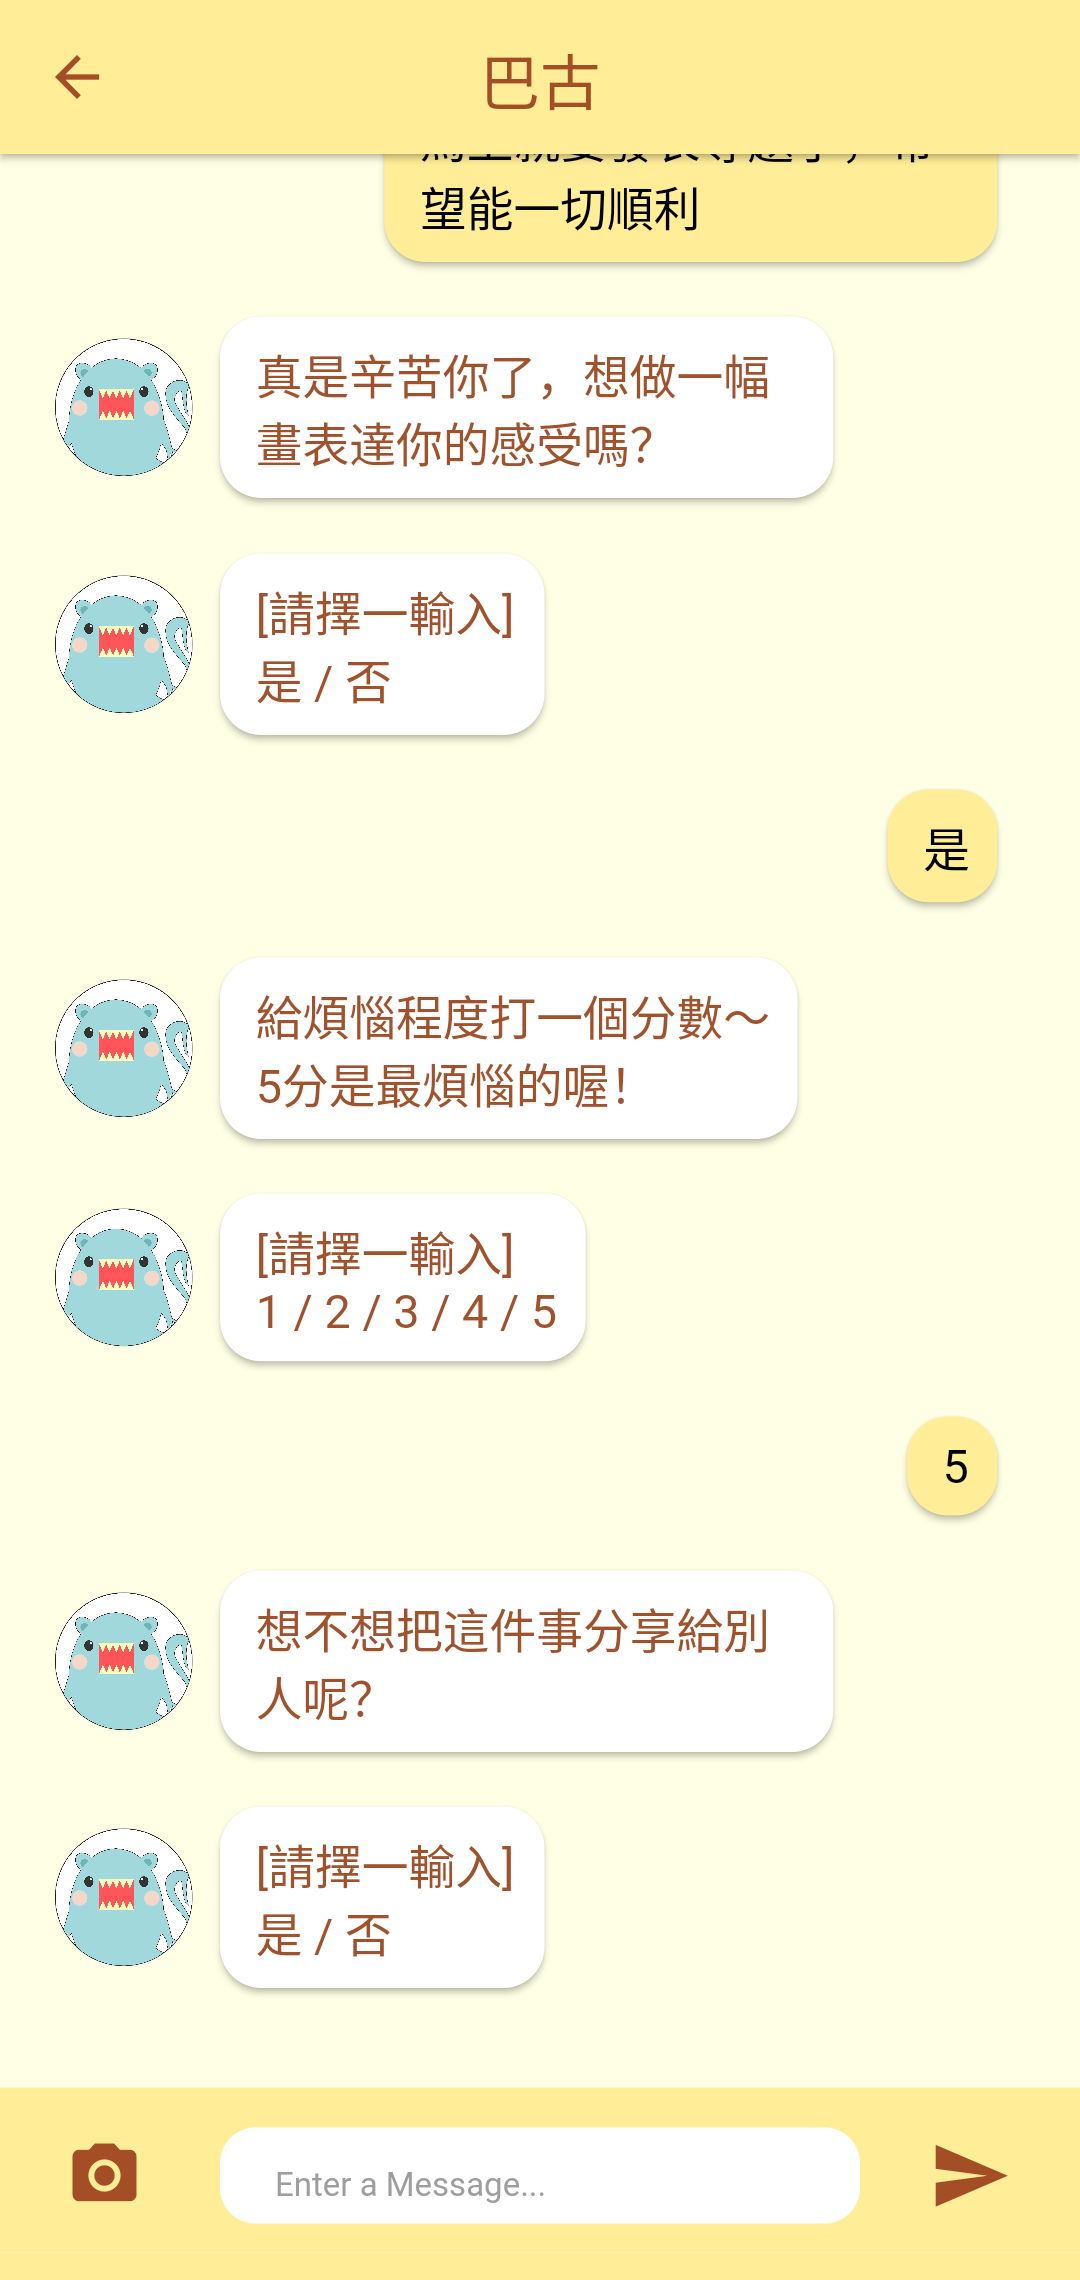 巴古
望能一切順利
真是辛苦你了，想做一幅
畫表達你的感受嗎？
[請擇一輸入]
是 / 否
是
給煩惱程度打一個分數～
5分是最煩惱的喔！
[請擇一輸入]
1 / 2 / 3 / 4 / 5
5
想不想把這件事分享給別
人呢？
[請擇一輸入]
是 / 否
Enter a Message...